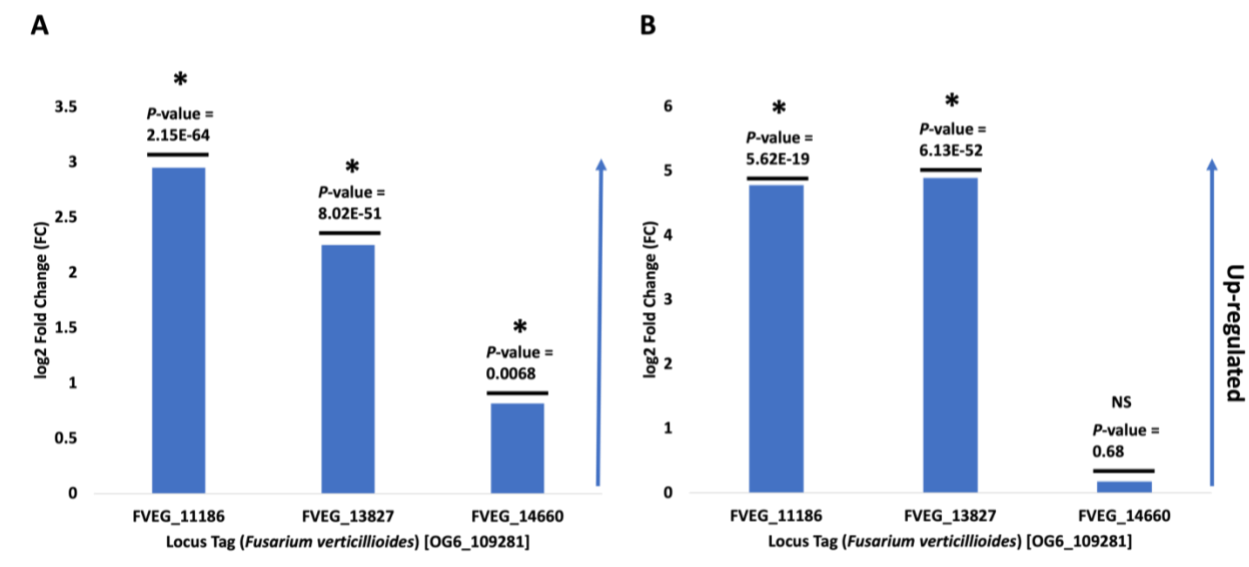 A
*
P-value =
2.15E-64
*
P-value =
8.02E-51
*
P-value =
0.0068
3.5
3
2.5
2
1.5
1
0.5
0
log2 Fold Change (FC)
FVEG_11186 FVEG_13827 FVEG_14660
Locus Tag (Fusarium verticillioides) [OG6_109281]
B
*
P-value =
5.62E-19
*
P-value =
6.13E-52
NS
P-value =
0.68
6
5
4
3
2
1
0
log2 Fold Change (FC)
FVEG_11186 FVEG_13827 FVEG_14660
Locus Tag (Fusarium verticillioides) [OG6_109281]
Up-regulated